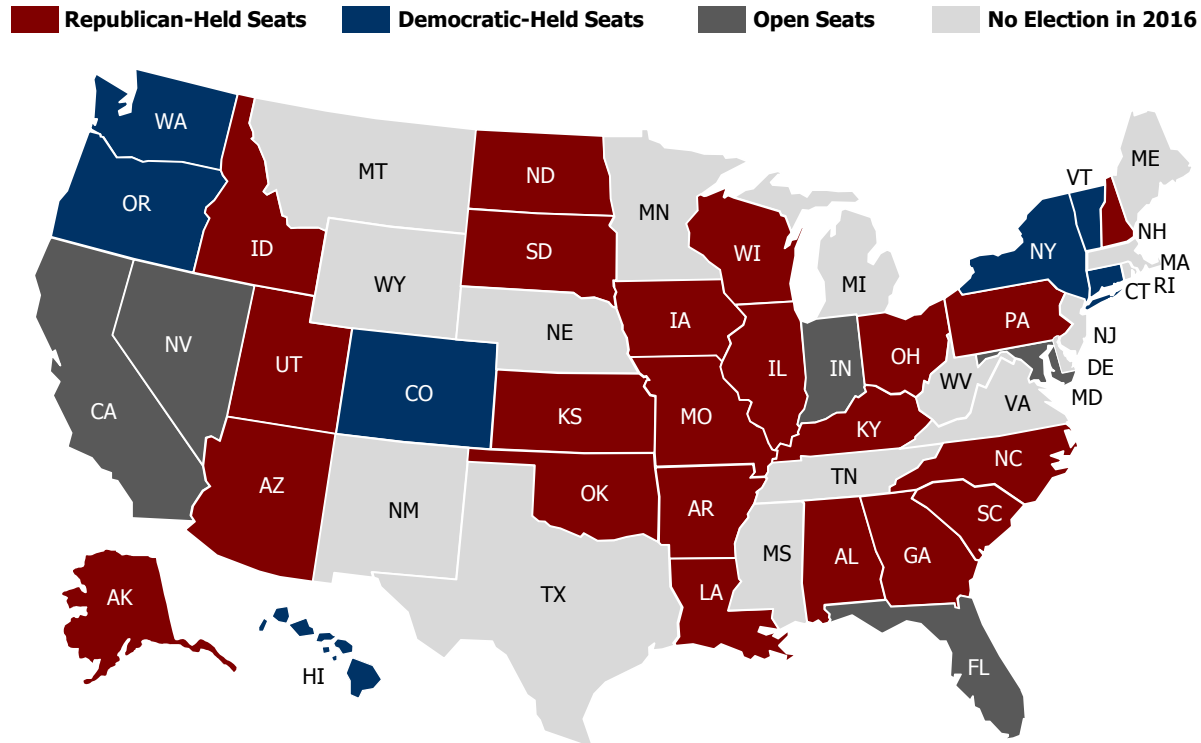 Republican-Held Seats Democratic-Held Seats Open Seats No Election in 2016
WA
MT
ND
MN
ME
VT
OR
ID
SD
WI
NY
NH
MA
WY
MI
CT RI
NE
IA
PA
NJ
NV
UT
CO
IL
IN
OH
DE
CA
KS
MO
KY
WV
VA
MD
AZ
NM
OK
AR
TN
NC
SC
MS
AL
GA
AK
TX
LA
HI
FL